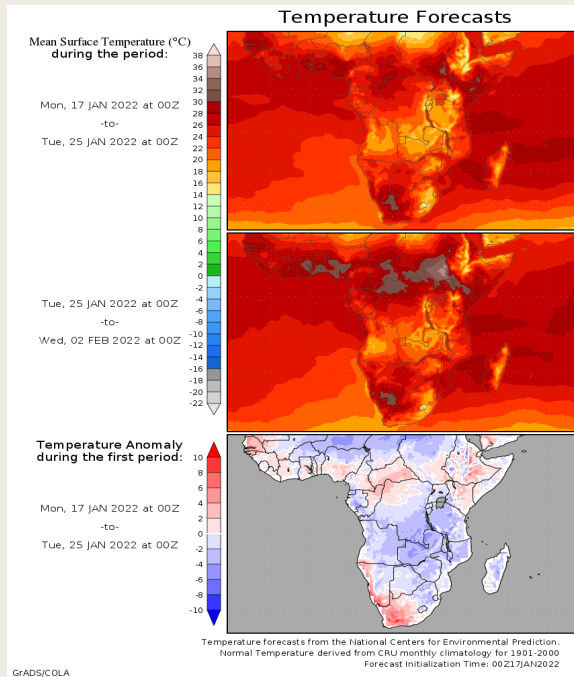 Temperature Forecasts
Mean Surface Temperature (°C)
during the period:
Mon, 17 JAN 2022 at 00Z
-to-
Tue, 25 JAN 2022 at 00Z
38
36
34
32
30
28
26
24
22
20
18
16
14
12
10
8
6
4
2
0
-2
-4
-6
-8
-10
-12
-14
-16
-18
-20
-22
Tue, 25 JAN 2022 at 00Z
-to-
Wed, 02 FEB 2022 at 00Z
Temperature Anomaly
during the first period:
Mon, 17 JAN 2022 at 00Z
-to-
Tue, 25 JAN 2022 at 00Z
10
8
6
4
2
0
-2
-4
-6
-8
-10
Temperature forecasts from the National Centers for Environmental Prediction.
Normal Temperature derived from CRU monthly climatology for 1901-2000
Forecast Initialization Time: 00Z17JAN2022
GrADS/COLA